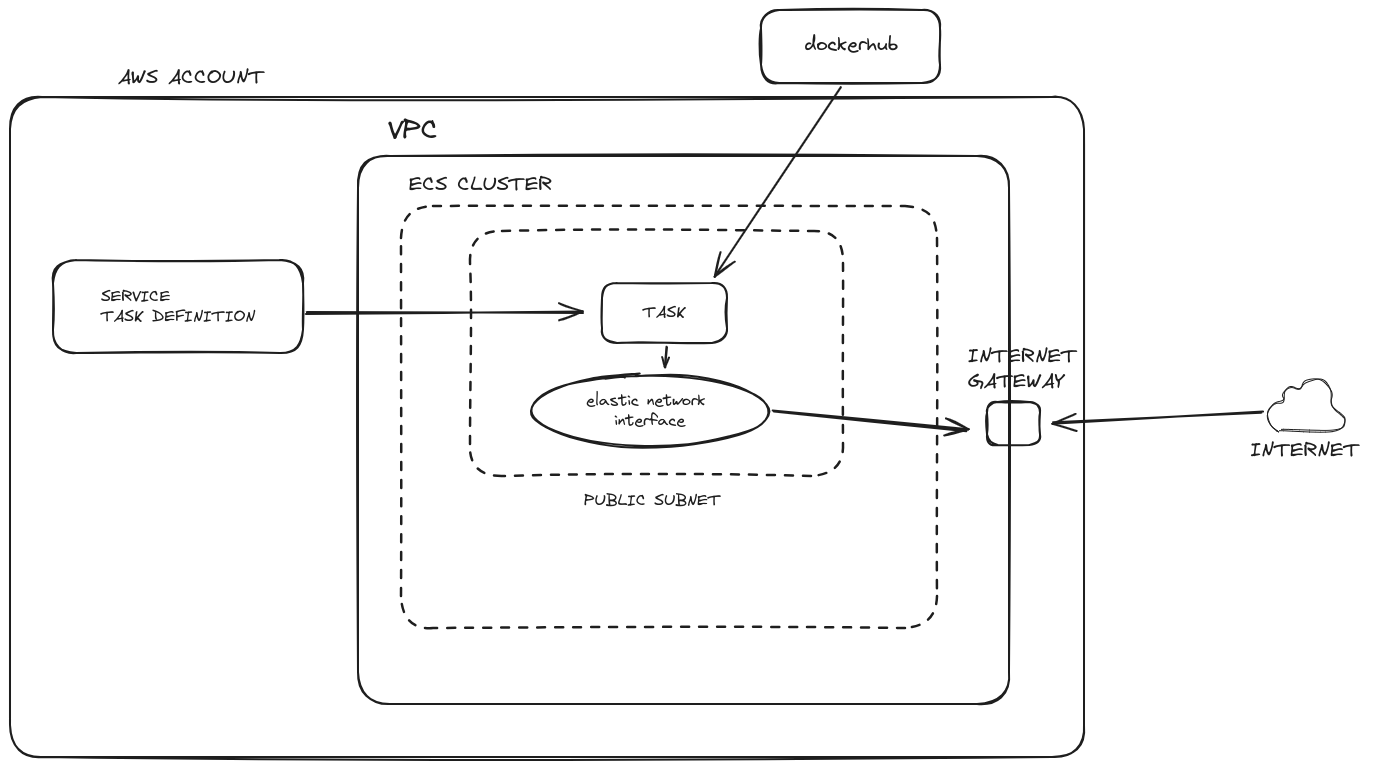 dockerhub
AWS ACCOUNT
VPC
ECS CLUSTER
SERVICE
TASK DEFINITION
TASK
elastic network
interface
PUBLIC SUBNET
INTERNET
GATEWAY
INTERNET